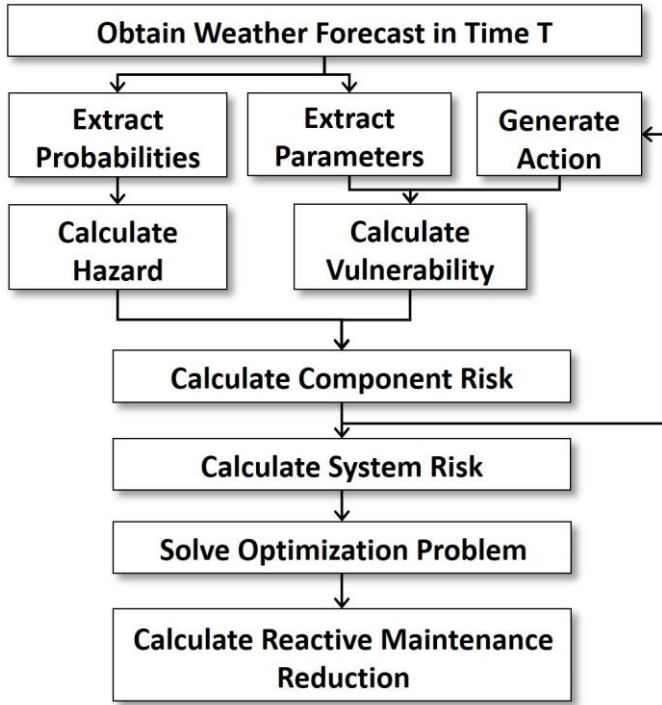 Obtain Weather Forecast in Time T
Extract
Probabilities
Extract
Parameters
Generate
Action
Calculate
Hazard
Calculate
Vulnerability
Calculate Component Risk
Calculate System Risk
Solve Optimization Problem
Calculate Reactive Maintenance
Reduction